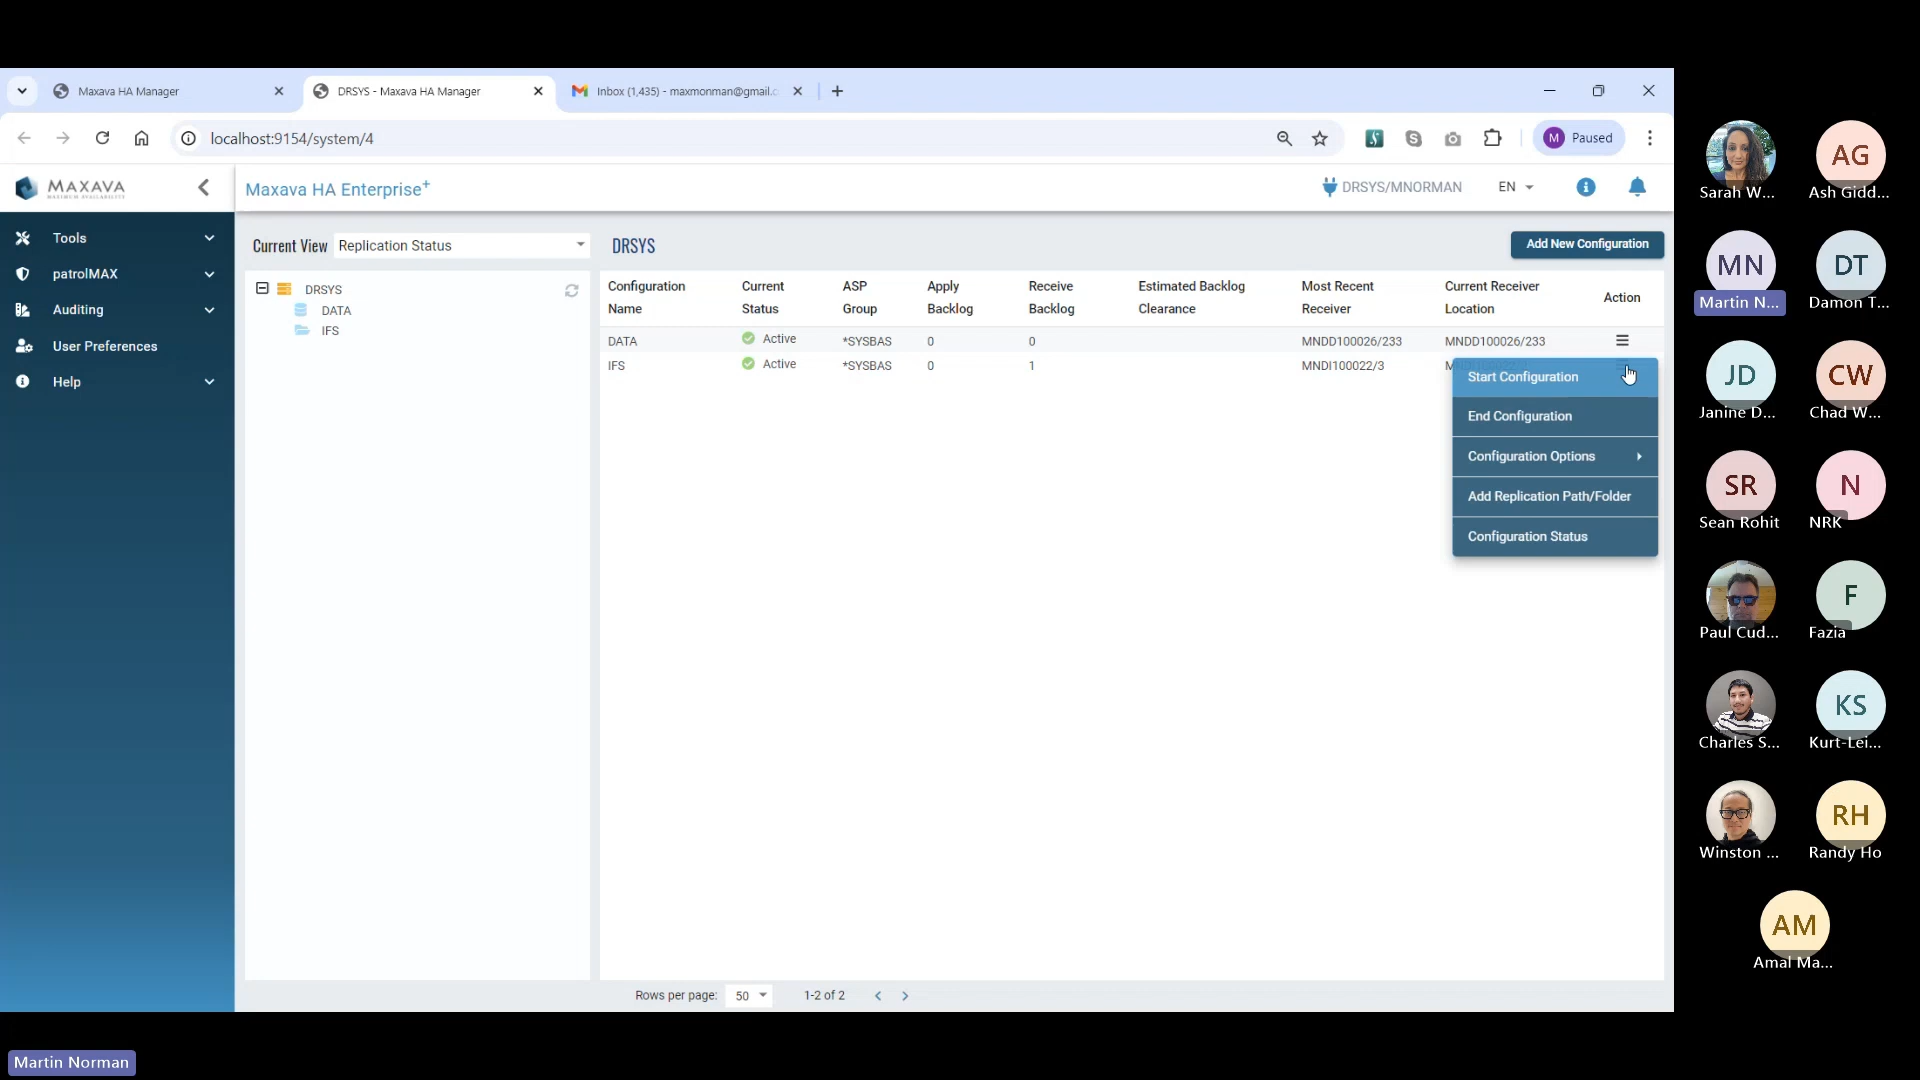 Maxava HA Manager
DRSYS - Maxava HA Manager
Inbox (1,435) - maxmonman@gmail.c
localhost:9154/system/4
M
Paused
MAXAVA
MAXIMUM AVAILABILITY
Maxava HA Enterprise+
DRSYS/MNORMAN
EN
Tools
patrolMAX
Auditing
User Preferences
Help
Current View
Replication Status
DRSYS
DATA
IFS
DRSYS
Add New Configuration
Configuration Name
Current Status
ASP Group
Apply Backlog
Receive Backlog
Estimated Backlog Clearance
Most Recent Receiver
Current Receiver Location
Action
DATA Active *SYSBAS 0 0 MNDD100026/233 MNDD100026/233
IFS Active *SYSBAS 0 1 MNDI100022/3
Start Configuration
End Configuration
Configuration Options
Add Replication Path/Folder
Configuration Status
Rows per page: 50 1-2 of 2
Sarah W...
AG
Ash Gidd...
MN
Martin N...
DT
Damon T...
JD
Janine D...
CW
Chad W...
SR
Sean Rohit
N
NRK
Paul Cud...
F
Fazia
Charles S...
KS
Kurt-Lei...
Winston ...
RH
Randy Ho
AM
Amal Ma...
Martin Norman